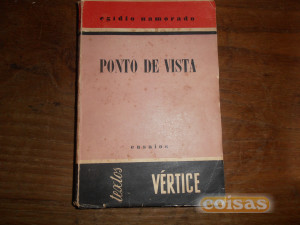 egídio namorado
PONTO DE VISTA
ensaios
textos
VÉRTICE
coisas